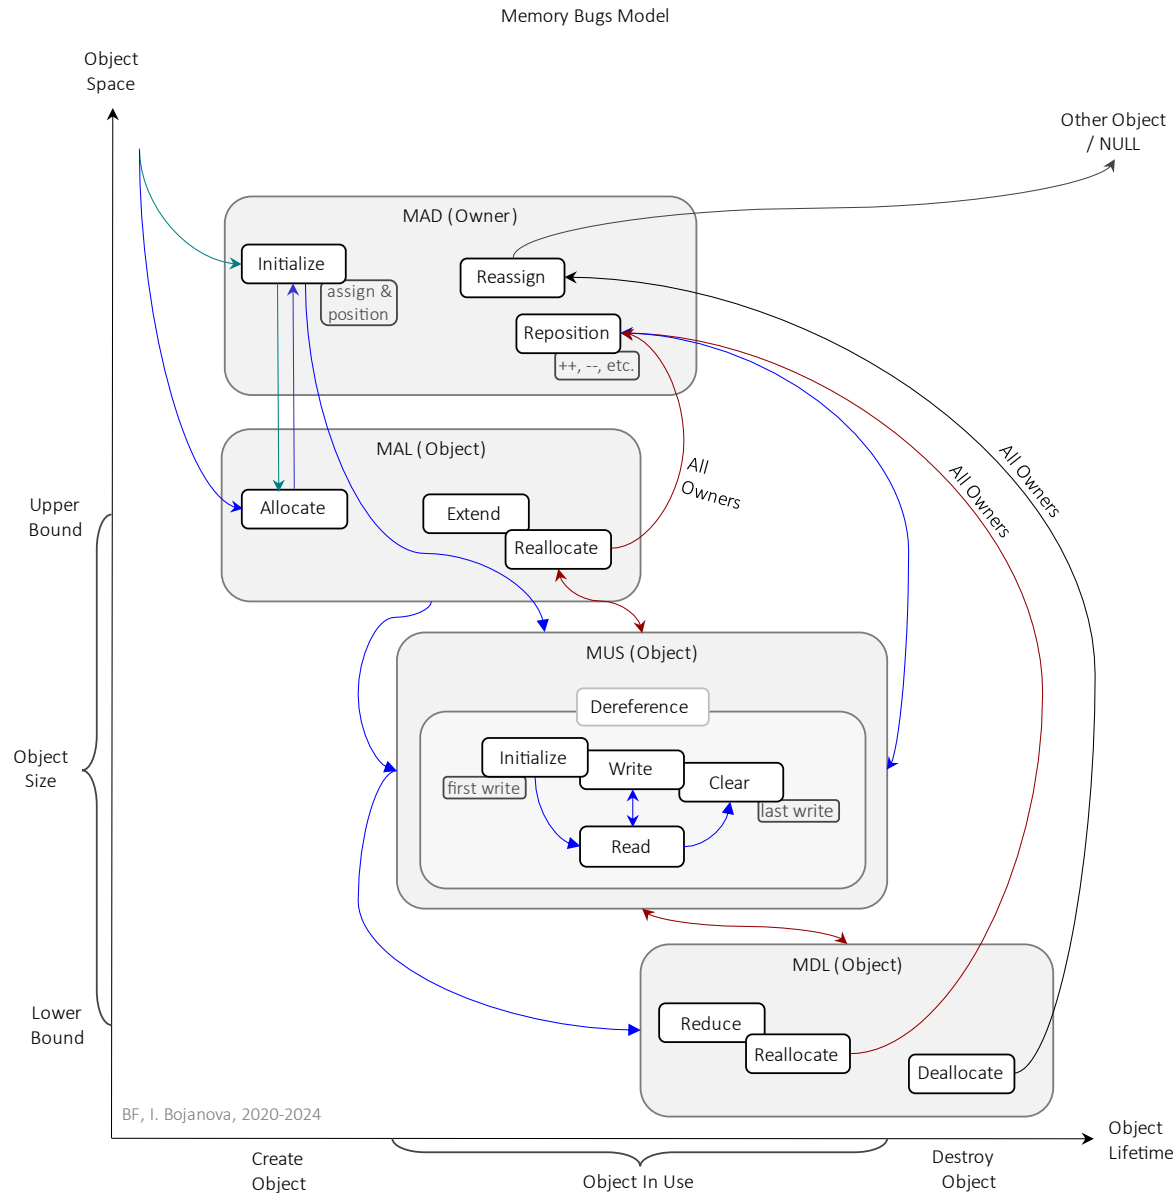 Memory Bugs Model
Object
Space
Other Object
/ NULL
MAD (Owner)
Initialize
assign &
position
Reassign
Reposition
++, --, etc.
MAL (Object)
Allocate
Extend
Reallocate
All
Owners
All Owners
All Owners
Upper
Bound
MUS (Object)
Dereference
Initialize
first write
Write
Clear
last write
Read
Object
Size
MDL (Object)
Reduce
Reallocate
Deallocate
Lower
Bound
BF, I. Bojanova, 2020-2024
Object
Lifetime
Create
Object
Object In Use
Destroy
Object